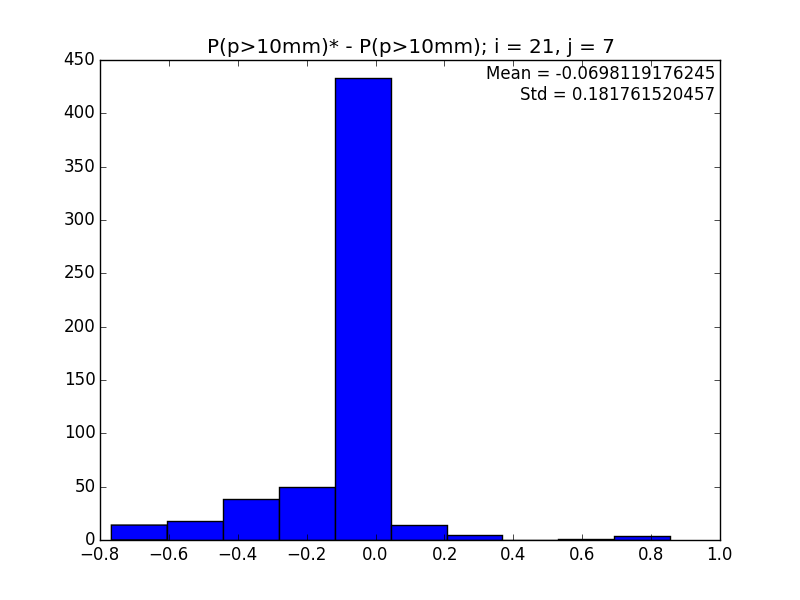 P(p>10mm)* - P(p>10mm); i = 21, j = 7
Mean = -0.0698119176245
Std = 0.181761520457
450
400
350
300
250
200
150
100
50
0
−0.8 −0.6 −0.4 −0.2 0.0 0.2 0.4 0.6 0.8 1.0